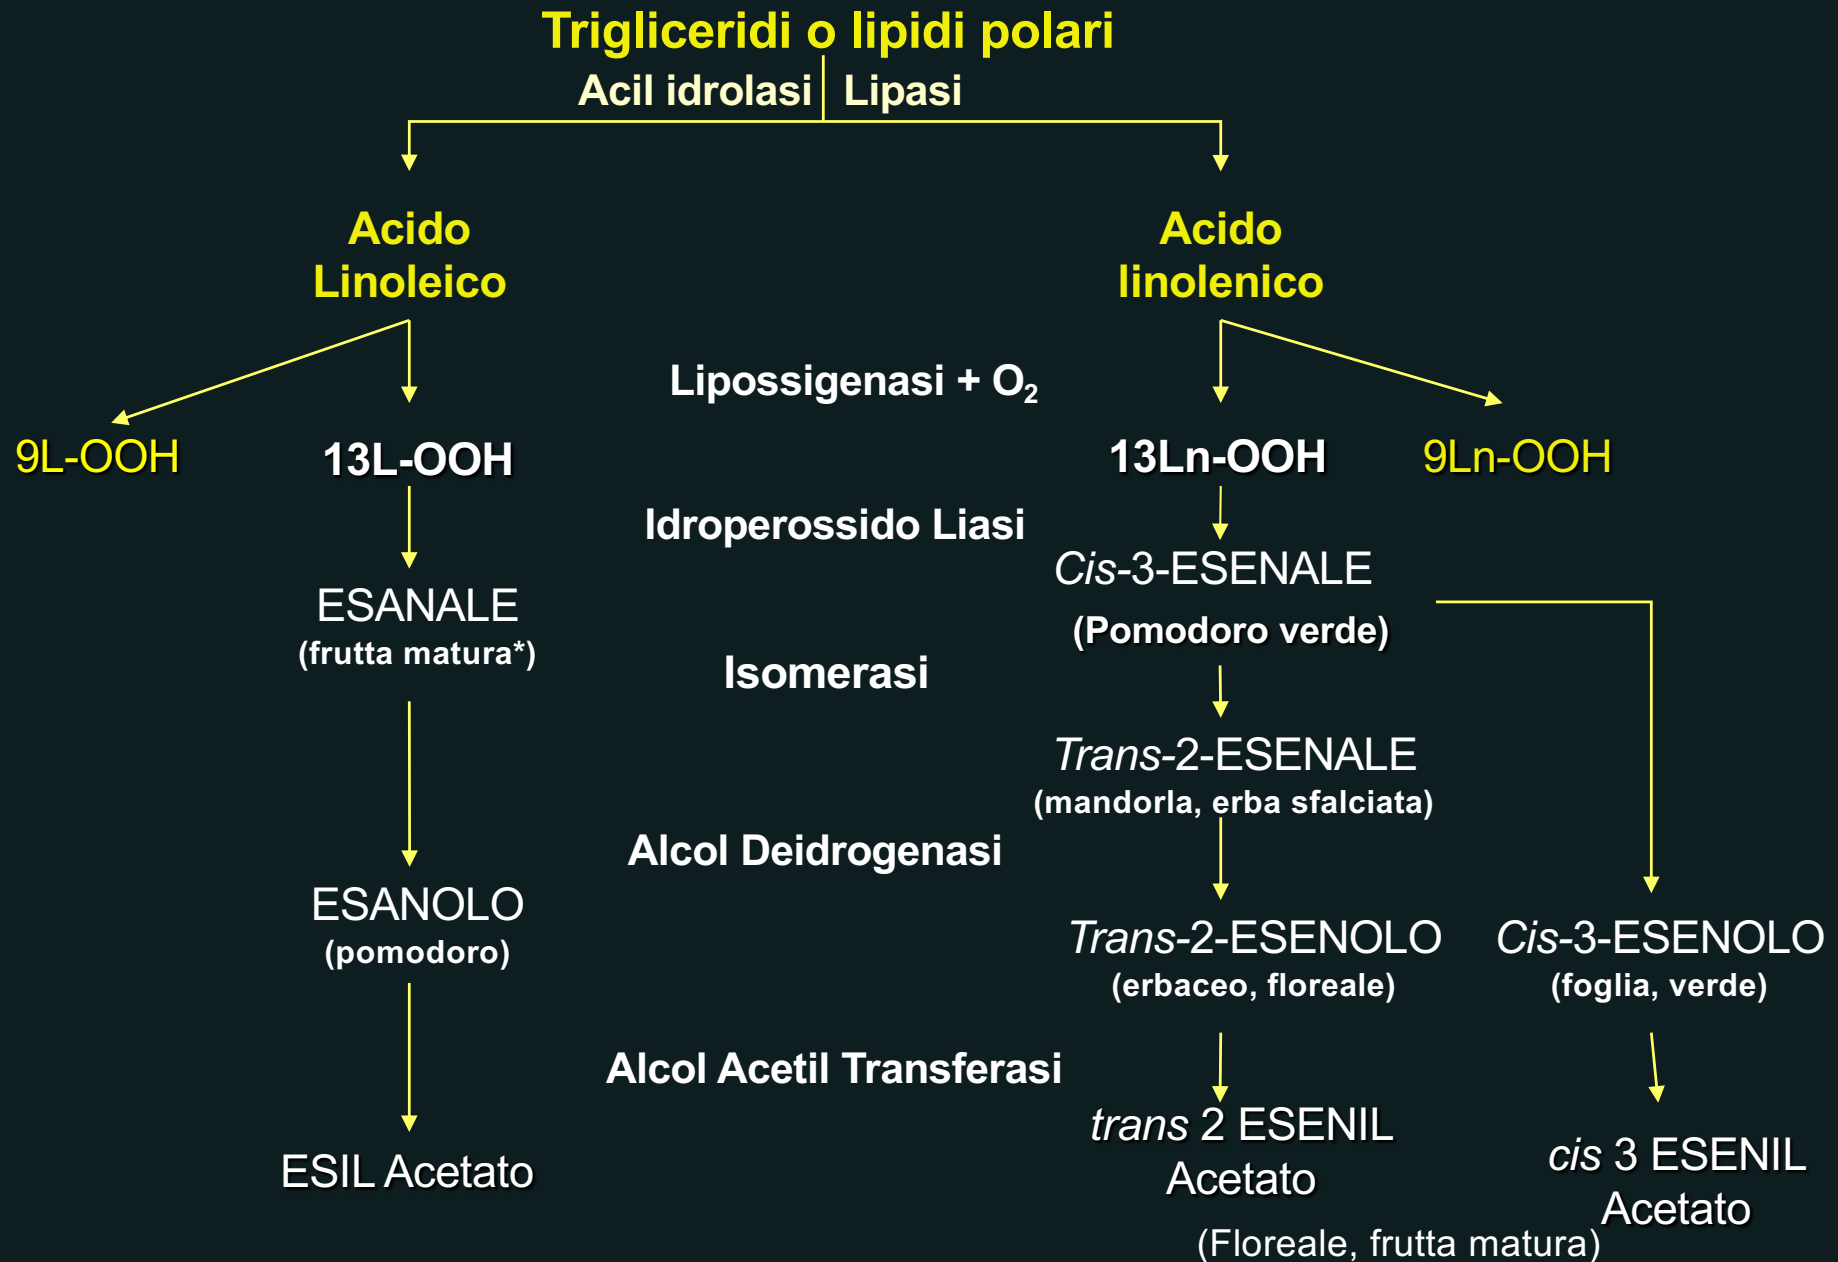 Trigliceridi o lipidi polari
Acil idrolasi Lipasi
Acido
Linoleico
Acido
linolenico
Lipossigenasi + O₂
9L-OOH
13L-OOH
13Ln-OOH
9Ln-OOH
Idroperossido Liasi
ESANALE
(frutta matura*)
Cis-3-ESENALE
(Pomodoro verde)
Isomerasi
Trans-2-ESENALE
(mandorla, erba sfalciata)
Alcol Deidrogenasi
ESANOLO
(pomodoro)
Trans-2-ESENOLO
(erbaceo, floreale)
Cis-3-ESENOLO
(foglia, verde)
Alcol Acetil Transferasi
ESIL Acetato
trans 2 ESENIL
Acetato
cis 3 ESENIL
Acetato
(Floreale, frutta matura)